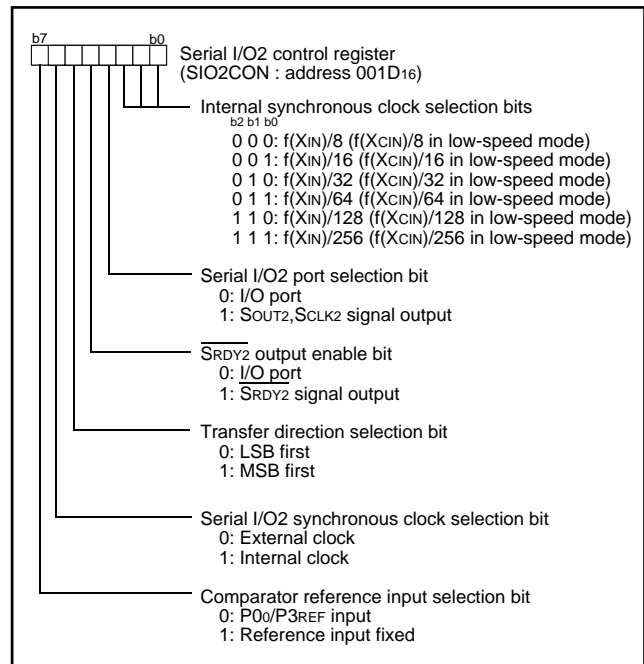 b7 b0
Serial I/O2 control register
(SIO2CON : address 001D16)
Internal synchronous clock selection bits
b2 b1 b0
0 0 0: f(XIN)/8 (f(XCIN)/8 in low-speed mode)
0 0 1: f(XIN)/16 (f(XCIN)/16 in low-speed mode)
0 1 0: f(XIN)/32 (f(XCIN)/32 in low-speed mode)
0 1 1: f(XIN)/64 (f(XCIN)/64 in low-speed mode)
1 1 0: f(XIN)/128 (f(XCIN)/128 in low-speed mode)
1 1 1: f(XIN)/256 (f(XCIN)/256 in low-speed mode)
Serial I/O2 port selection bit
0: I/O port
1: SOUT2,SCLK2 signal output
SRDY2 output enable bit
0: I/O port
1: SRDY2 signal output
Transfer direction selection bit
0: LSB first
1: MSB first
Serial I/O2 synchronous clock selection bit
0: External clock
1: Internal clock
Comparator reference input selection bit
0: P00/P3REF input
1: Reference input fixed